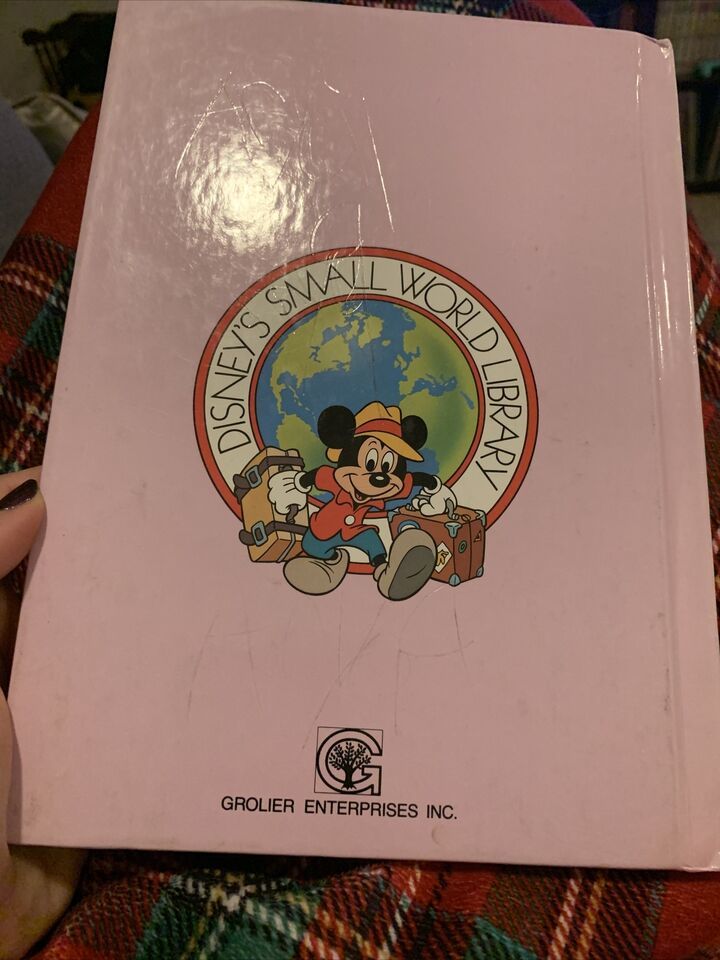 DISNEY'S SMALL WORLD LIBRARY
G
GROLIER ENTERPRISES INC.